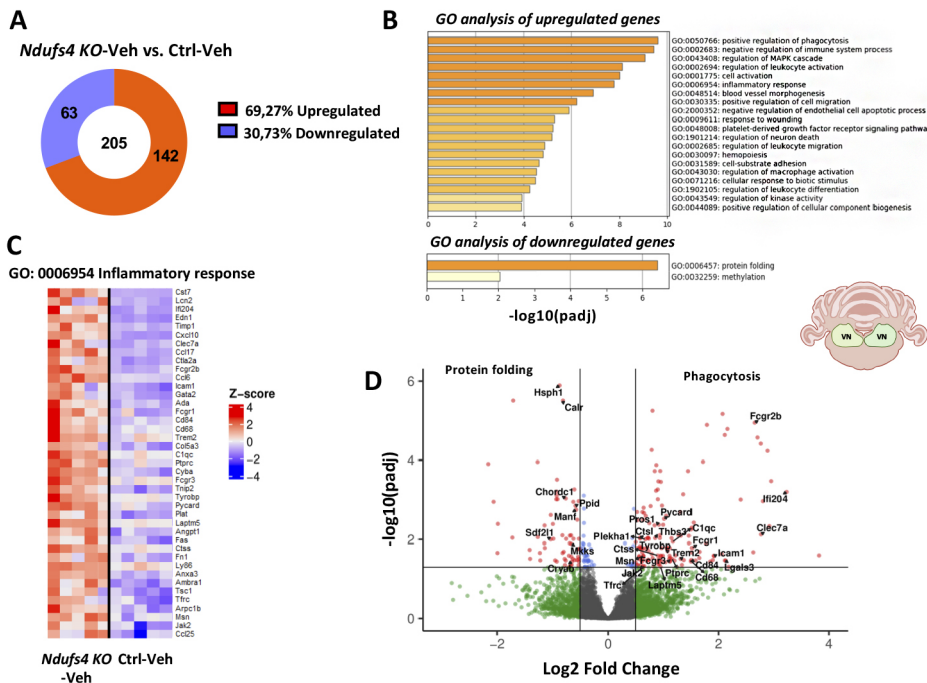 A
Ndufs4 KO-Veh vs. Ctrl-Veh
63
205
142
69,27% Upregulated
30,73% Downregulated
B
GO analysis of upregulated genes
GO:0050766: positive regulation of phagocytosis
GO:0002683: negative regulation of immune system process
GO:0043408: regulation of MAPK cascade
GO:0002694: regulation of leukocyte activation
GO:0001775: cell activation
GO:0006954: inflammatory response
GO:0048514: blood vessel morphogenesis
GO:0030335: positive regulation of cell migration
GO:2000352: negative regulation of endothelial cell apoptotic process
GO:0009611: response to wounding
GO:0048008: platelet-derived growth factor receptor signaling pathwa
GO:1901214: regulation of neuron death
GO:0002685: regulation of leukocyte migration
GO:0030097: hemopoiesis
GO:0031589: cell-substrate adhesion
GO:0043030: regulation of macrophage activation
GO:0071216: cellular response to biotic stimulus
GO:1902105: regulation of leukocyte differentiation
GO:0043549: regulation of kinase activity
GO:0044089: positive regulation of cellular component biogenesis
0 2 4 6 8 10
GO analysis of downregulated genes
GO:0006457: protein folding
GO:0032259: methylation
0 1 2 3 4 5 6
-log10(padj)
C
GO: 0006954 Inflammatory response
Cst7
Lcn2
Ifi204
Edn1
Timp1
Cxcl10
Clec7a
Ccl17
Ctla2a
Fcgr2b
Ccl6
Icam1
Gata2
Ada
Fcgr1
Cd84
Cd68
Trem2
Col5a3
C1qc
Ptprc
Cyba
Fcgr3
Tnip2
Tyrobp
Pycard
Plat
Laptm5
Angpt1
Fas
Ctss
Fn1
Ly86
Anxa3
Ambra1
Tsc1
Tfrc
Arpc1b
Msn
Jak2
Ccl25
Z-score
4
2
0
−2
−4
Ndufs4 KO Ctrl-Veh
-Veh
VN VN
D
Protein folding
Phagocytosis
-log10(padj)
6
4
2
0
Hsph1
Calr
Chordc1
Ppid
Manf
Sdf2l1
Mkks
Cryab
Fcgr2b
Ifi204
Clec7a
Pycard
Pros1
Ctsl
Thbs3
C1qc
Plekha1
Fcgr1
Ctss
Tyrobp
Trem2
Icam1
Msn
Fcgr3
Cd84
Lgals3
Jak2
Ptprc
Cd68
Tfrc
Laptm5
−2 0 2 4
Log2 Fold Change